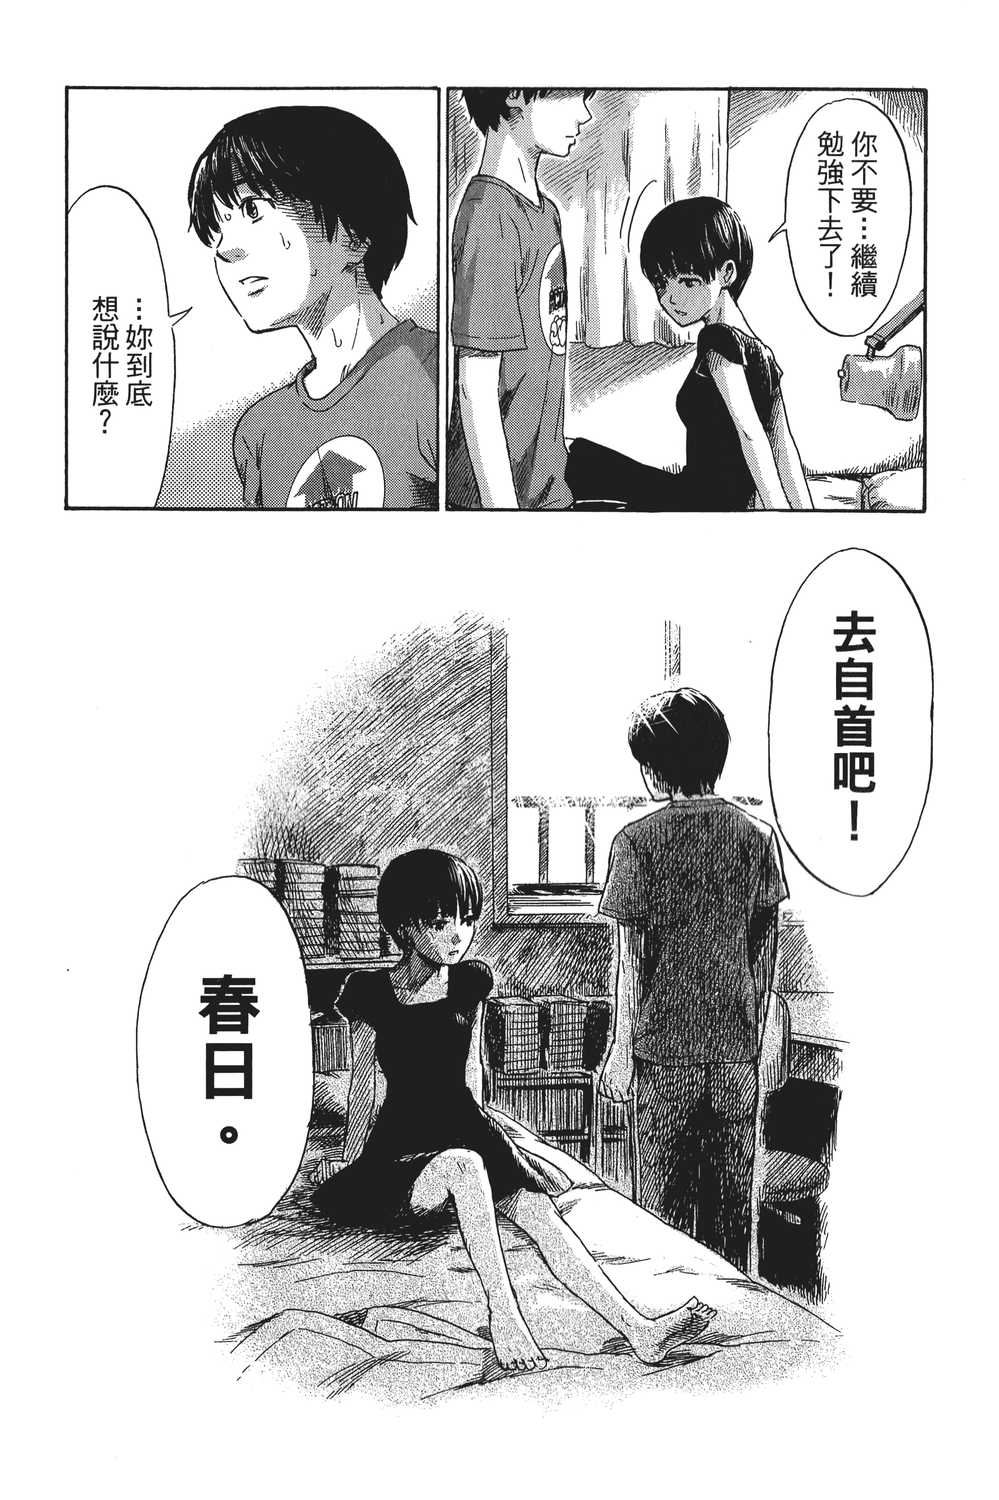 你不要…繼續
勉強下去了！
…妳到底
想說什麼？
去自首吧！
春日。